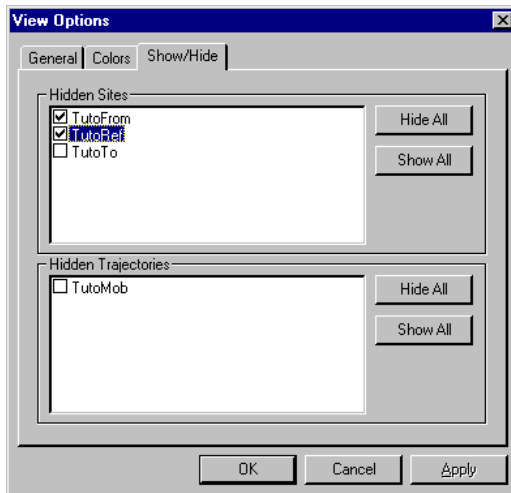 View Options
General Colors Show/Hide
Hidden Sites
TutoFrom
TutoRef
TutoTo
Hide All
Show All
Hidden Trajectories
TutoMob
Hide All
Show All
OK Cancel Apply